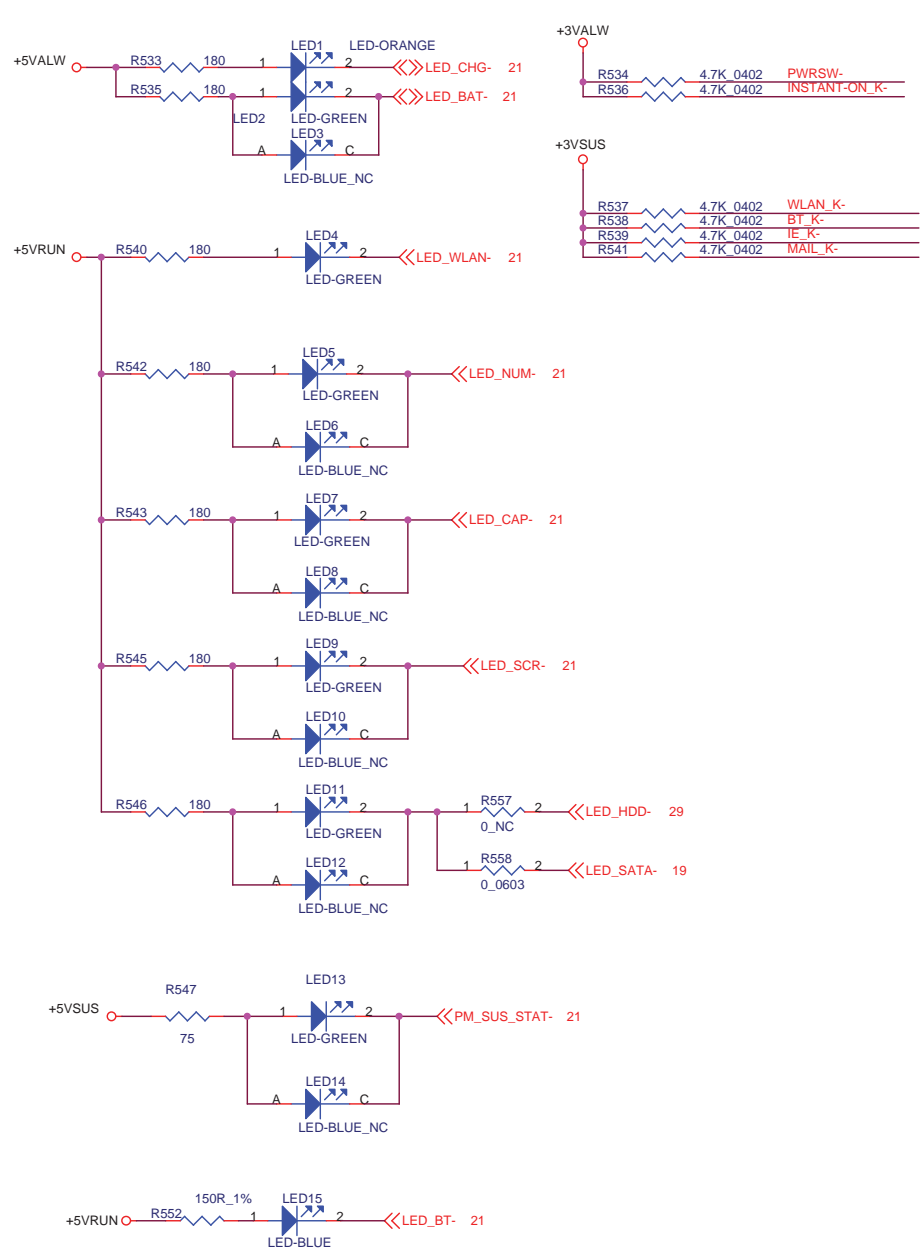 +5VALW R533 180 1 LED1 2 LED-ORANGE LED_CHG- 21
R535 180 1 2 LED_BAT- 21
LED2 LED-GREEN
LED3
A C
LED-BLUE_NC
+3VALW
R534 4.7K_0402 PWRSW-
R536 4.7K_0402 INSTANT-ON_K-
+3VSUS
R537 4.7K_0402 WLAN_K-
R538 4.7K_0402 BT_K-
R539 4.7K_0402 IE_K-
R541 4.7K_0402 MAIL_K-
LED4
+5VRUN R540 180 1 2 LED_WLAN- 21
LED-GREEN
LED5
R542 180 1 2 LED_NUM- 21
LED-GREEN
LED6
A C
LED-BLUE_NC
LED7
R543 180 1 2 LED_CAP- 21
LED-GREEN
LED8
A C
LED-BLUE_NC
LED9
R545 180 1 2 LED_SCR- 21
LED-GREEN
LED10
A C
LED-BLUE_NC
LED11
R546 180 1 2 1 R557 2 LED_HDD- 29
LED-GREEN 0_NC
LED12 R558
A C 1 2 LED_SATA- 19
LED-BLUE_NC 0_0603
R547 LED13
+5VSUS 1 2 PM_SUS_STAT- 21
75 LED-GREEN
LED14
A C
LED-BLUE_NC
150R_1% LED15
+5VRUN R552 1 2 LED_BT- 21
LED-BLUE